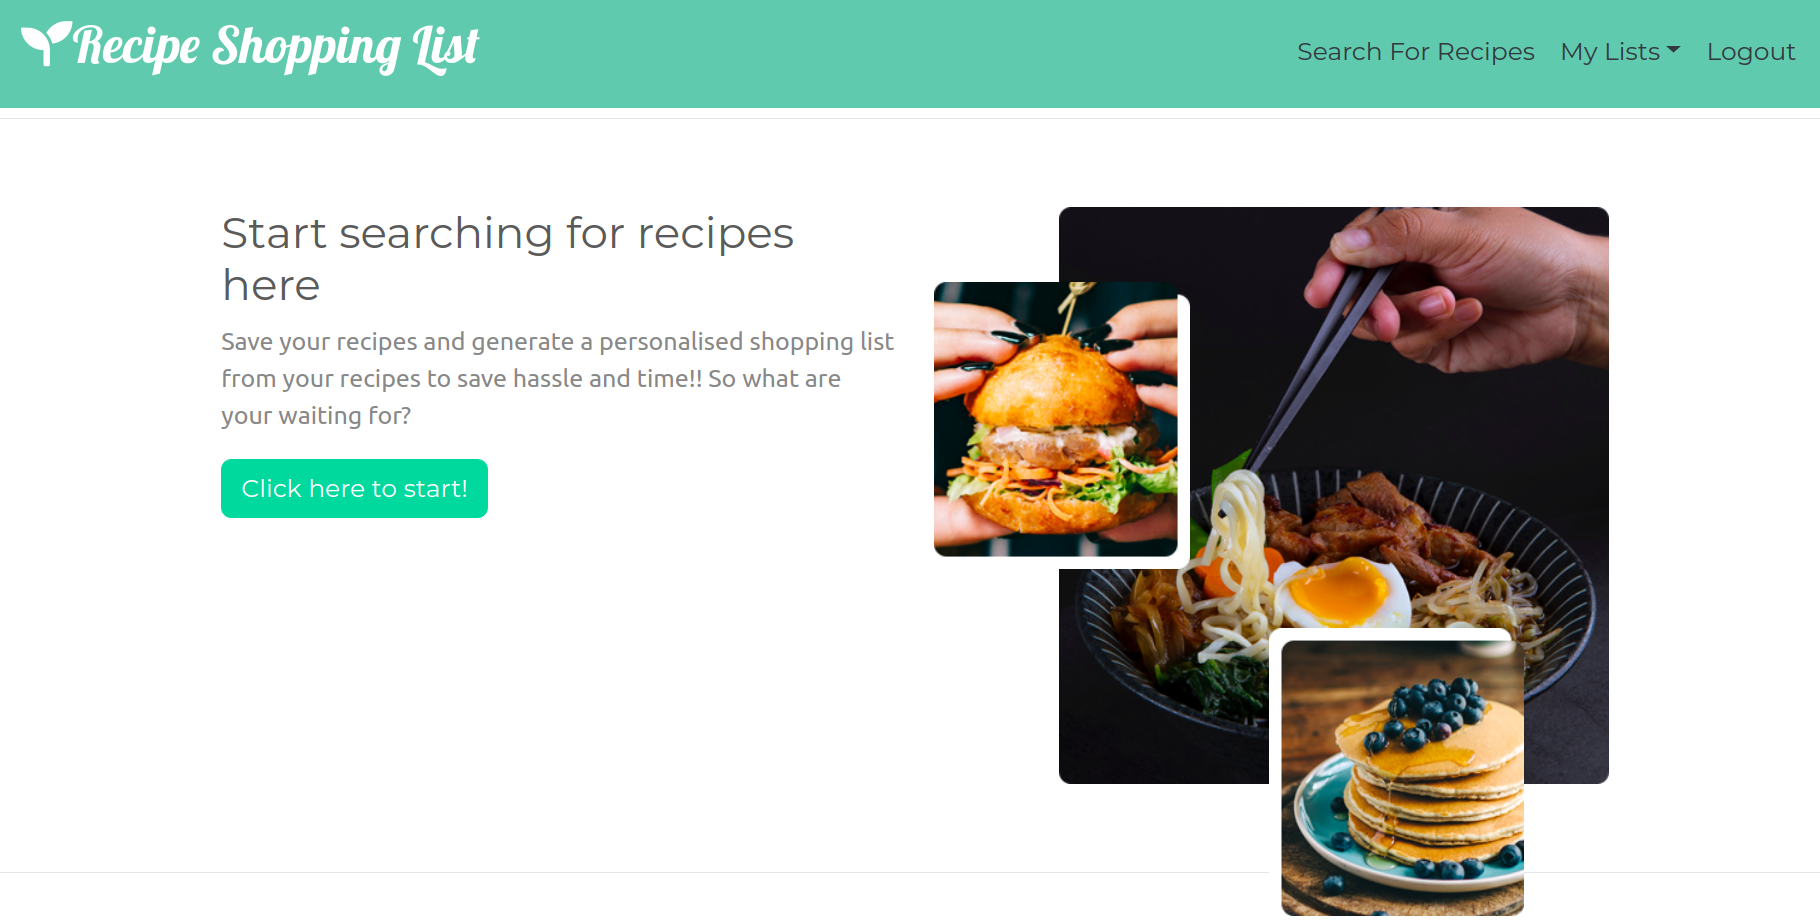 Recipe Shopping List
Search For Recipes
My Lists
Logout
Start searching for recipes
here
Save your recipes and generate a personalised shopping list
from your recipes to save hassle and time!! So what are
your waiting for?
Click here to start!